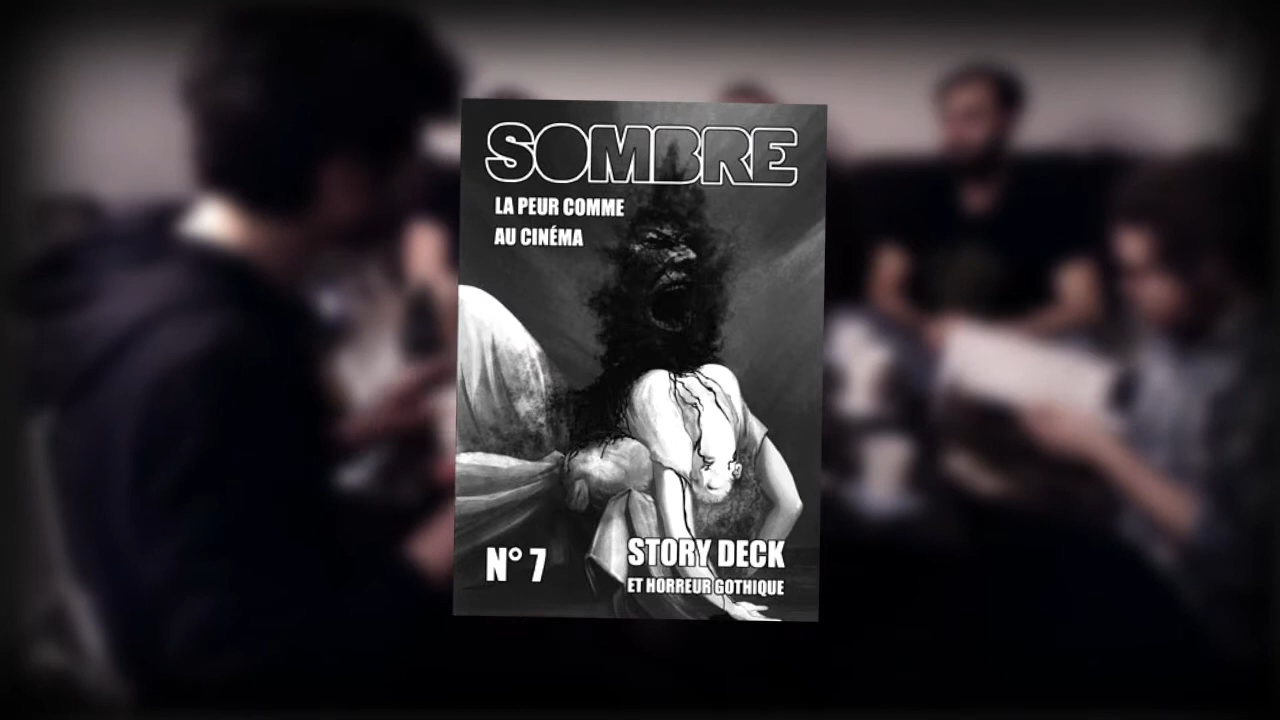 SOMBRE
LA PEUR COMME
AU CINÉMA
N° 7
STORY DECK
ET HORREUR GOTHIQUE